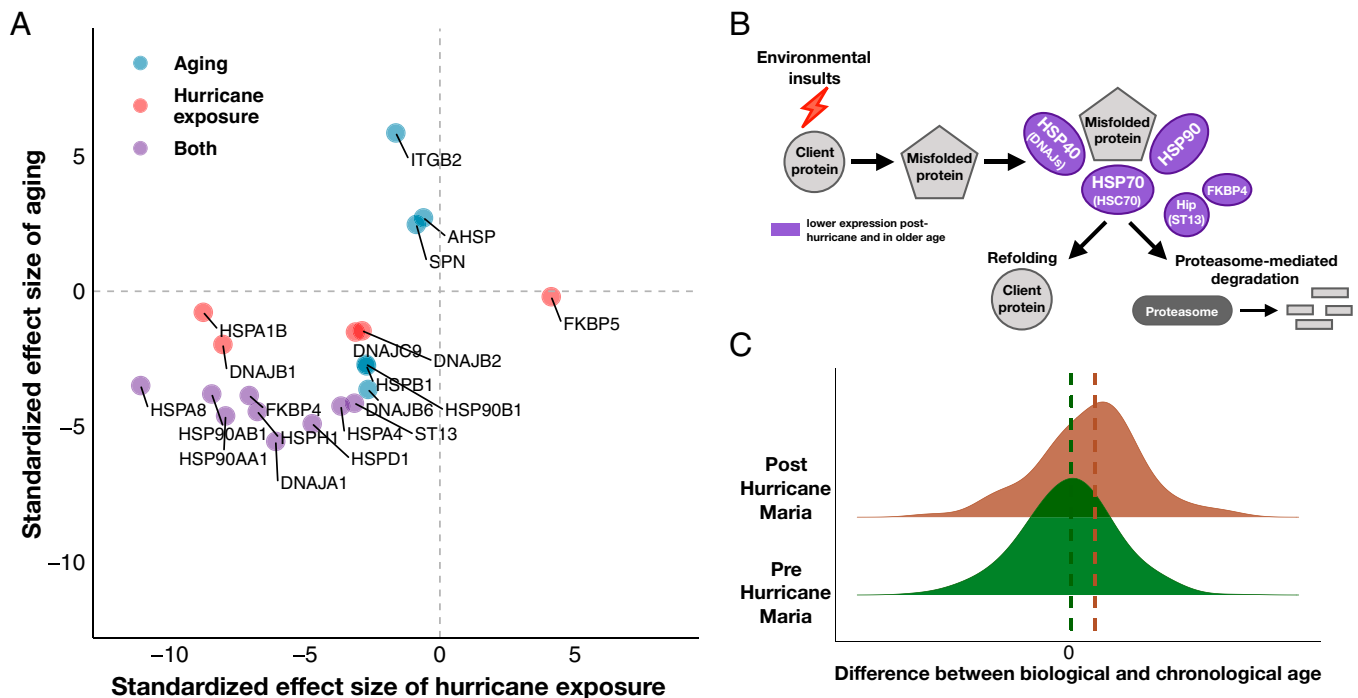 A
Aging
Hurricane
exposure
Both
Standardized effect size of aging
5
0
−5
−10
ITGB2
AHSP
SPN
FKBP5
HSPA1B
DNAJB1
DNAJC9
DNAJB2
HSPB1
HSPA8
FKBP4
DNAJB6
HSP90B1
HSP90AB1
HSPH1
HSPA4
ST13
HSP90AA1
HSPD1
DNAJA1
−10
−5
0
5
Standardized effect size of hurricane exposure
B
Environmental
insults
Client
protein
Misfolded
protein
HSP40
(DNAJs)
Misfolded
protein
HSP90
HSP70
(HSC70)
Hip
(ST13)
FKBP4
lower expression post-
hurricane and in older age
Refolding
Client
protein
Proteasome-mediated
degradation
Proteasome
C
Post
Hurricane
Maria
Pre
Hurricane
Maria
0
Difference between biological and chronological age